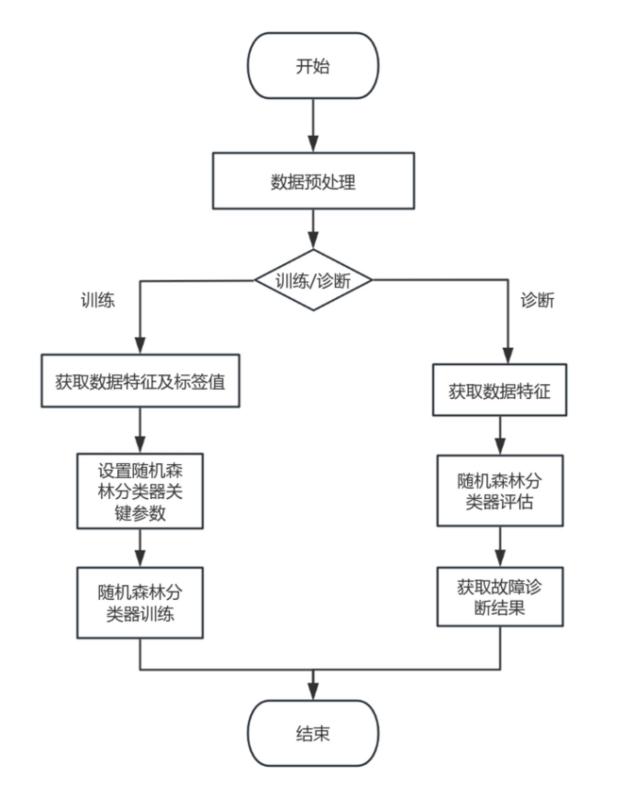 开始
数据预处理
训练/诊断
训练
诊断
获取数据特征及标签值
设置随机森
林分类器关
键参数
随机森林分
类器训练
获取数据特征
随机森林分
类器评估
获取故障诊
断结果
结束